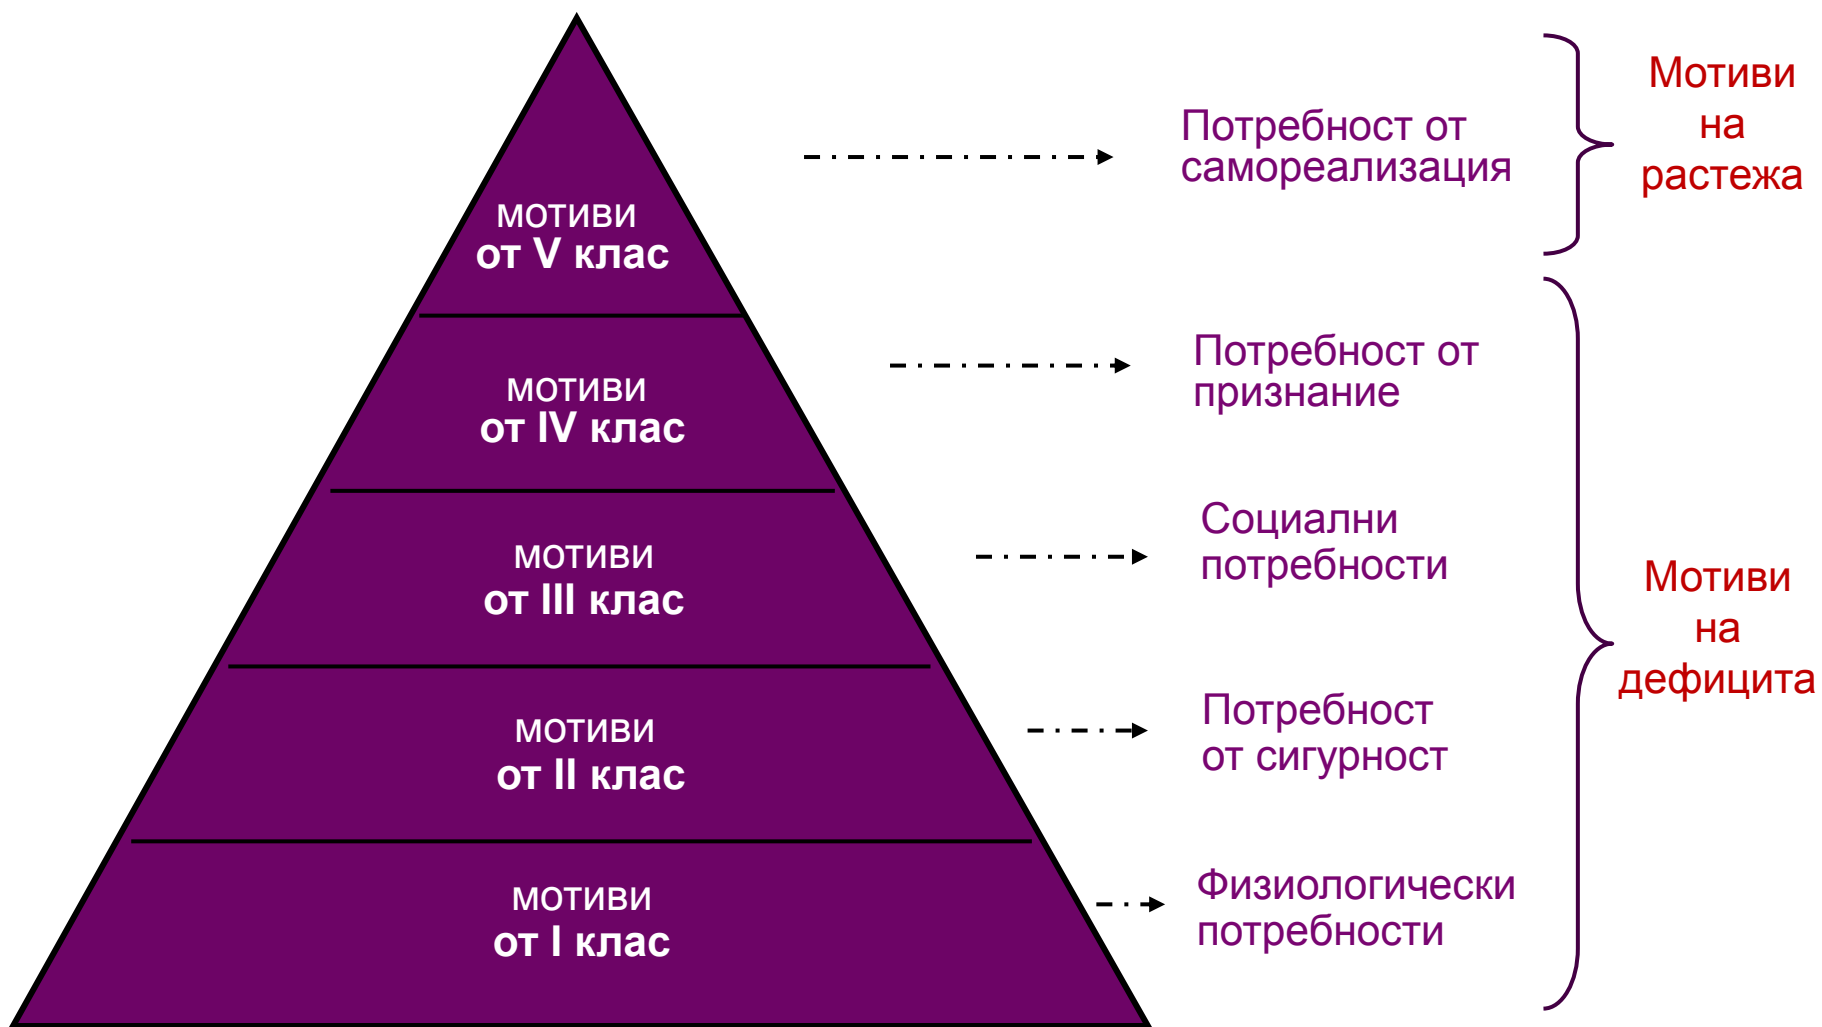 мотиви
от V клас
Потребност от
самореализация
Мотиви
на
растежа
мотиви
от IV клас
Потребност от
признание
мотиви
от III клас
Социални
потребности
мотиви
от II клас
Потребност
от сигурност
мотиви
от I клас
Физиологически
потребности
Мотиви
на
дефицита